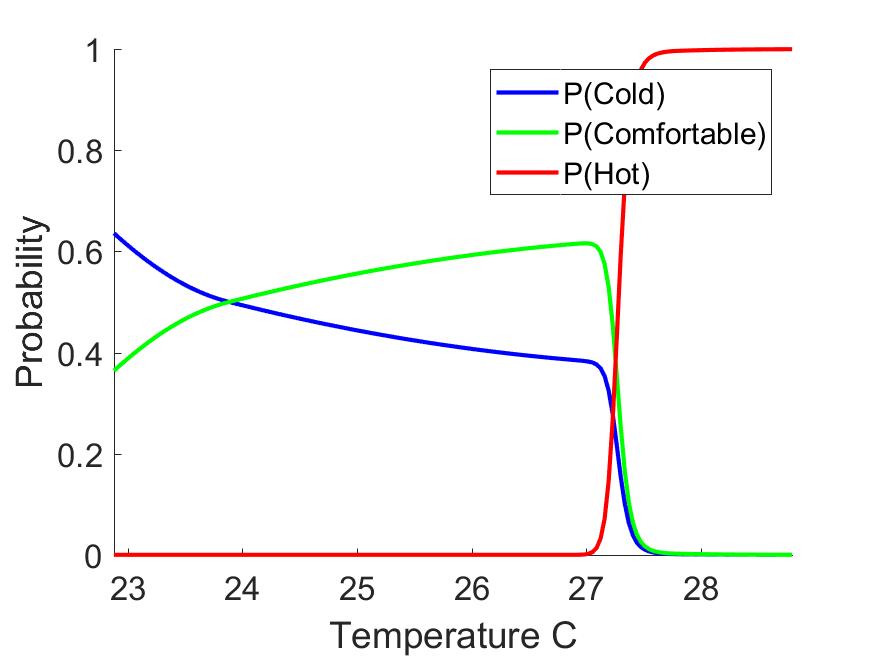 1
0.8
0.6
0.4
0.2
0
Probability
P(Cold)
P(Comfortable)
P(Hot)
23 24 25 26 27 28
Temperature C